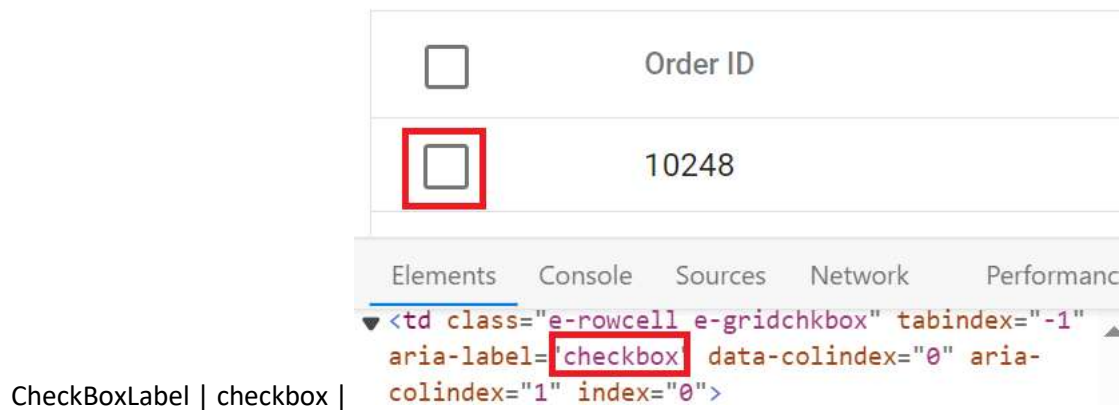 Order ID
10248
Elements Console Sources Network Performanc
<td class="e-rowcell e-gridchkbox" tabindex="-1"
aria-label="checkbox" data-colindex="0" aria-
CheckBoxLabel | checkbox | colindex="1" index="0">